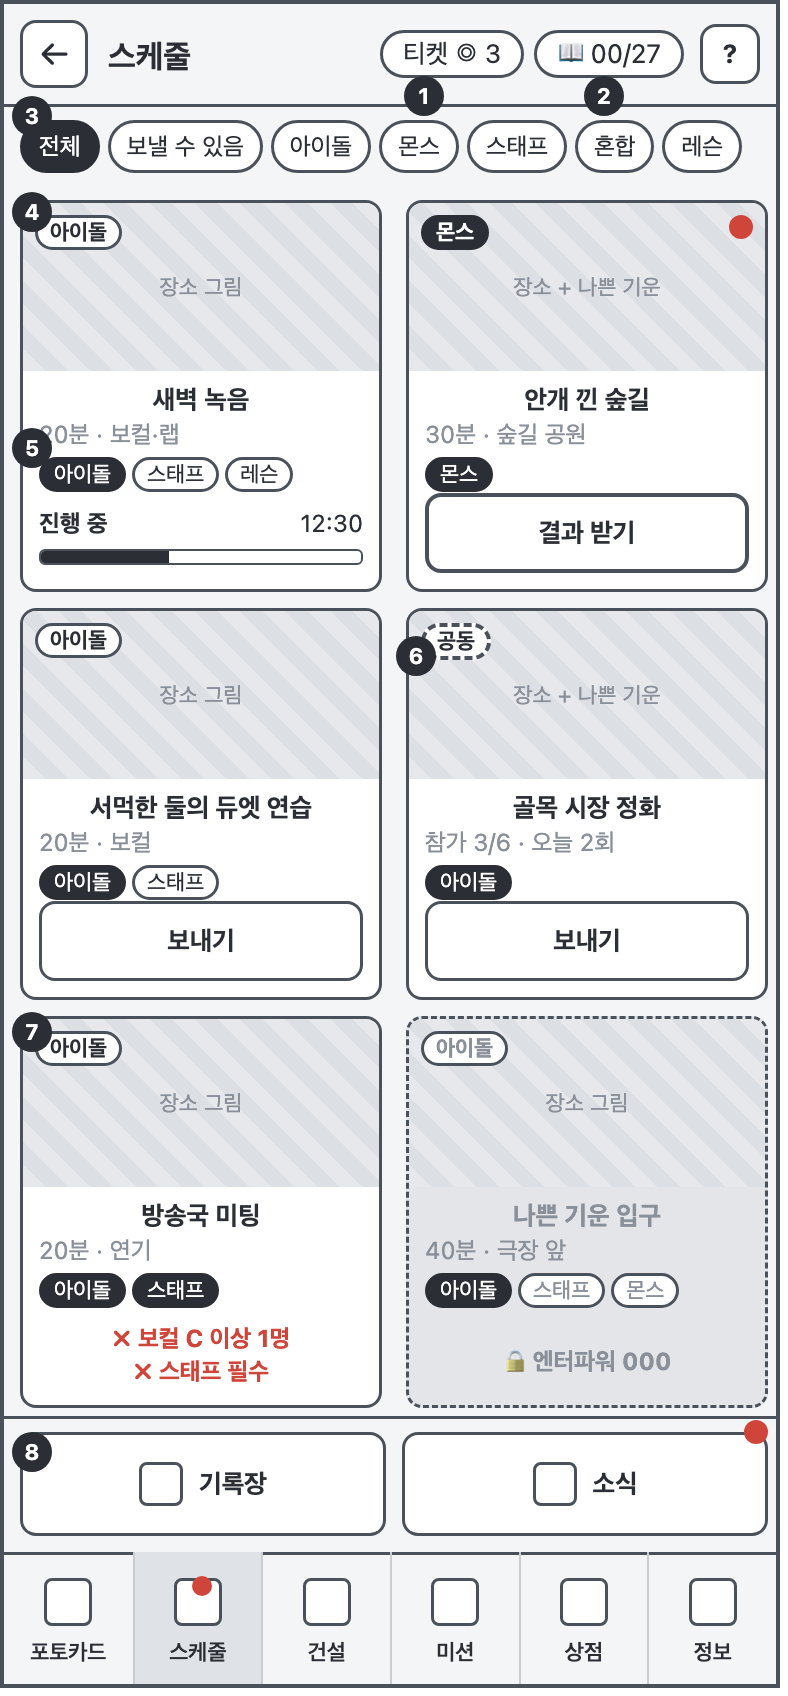 스케줄
티켓 ◎ 3
📖 00/27
?
1
2
3
전체
보낼 수 있음
아이돌
몬스
스태프
혼합
레슨
4
아이돌
장소 그림
새벽 녹음
20분 · 보컬·랩
5
아이돌 스태프 레슨
진행 중 12:30
몬스
장소 + 나쁜 기운
안개 낀 숲길
30분 · 숲길 공원
몬스
결과 받기
아이돌
장소 그림
서먹한 둘의 듀엣 연습
20분 · 보컬
아이돌 스태프
보내기
6
공동
장소 + 나쁜 기운
골목 시장 정화
참가 3/6 · 오늘 2회
아이돌
보내기
7
아이돌
장소 그림
방송국 미팅
20분 · 연기
아이돌 스태프
✕ 보컬 C 이상 1명
✕ 스태프 필수
아이돌
장소 그림
나쁜 기운 입구
40분 · 극장 앞
아이돌 스태프 몬스
🔒 엔터파워 000
8
기록장
소식
포토카드
스케줄
건설
미션
상점
정보